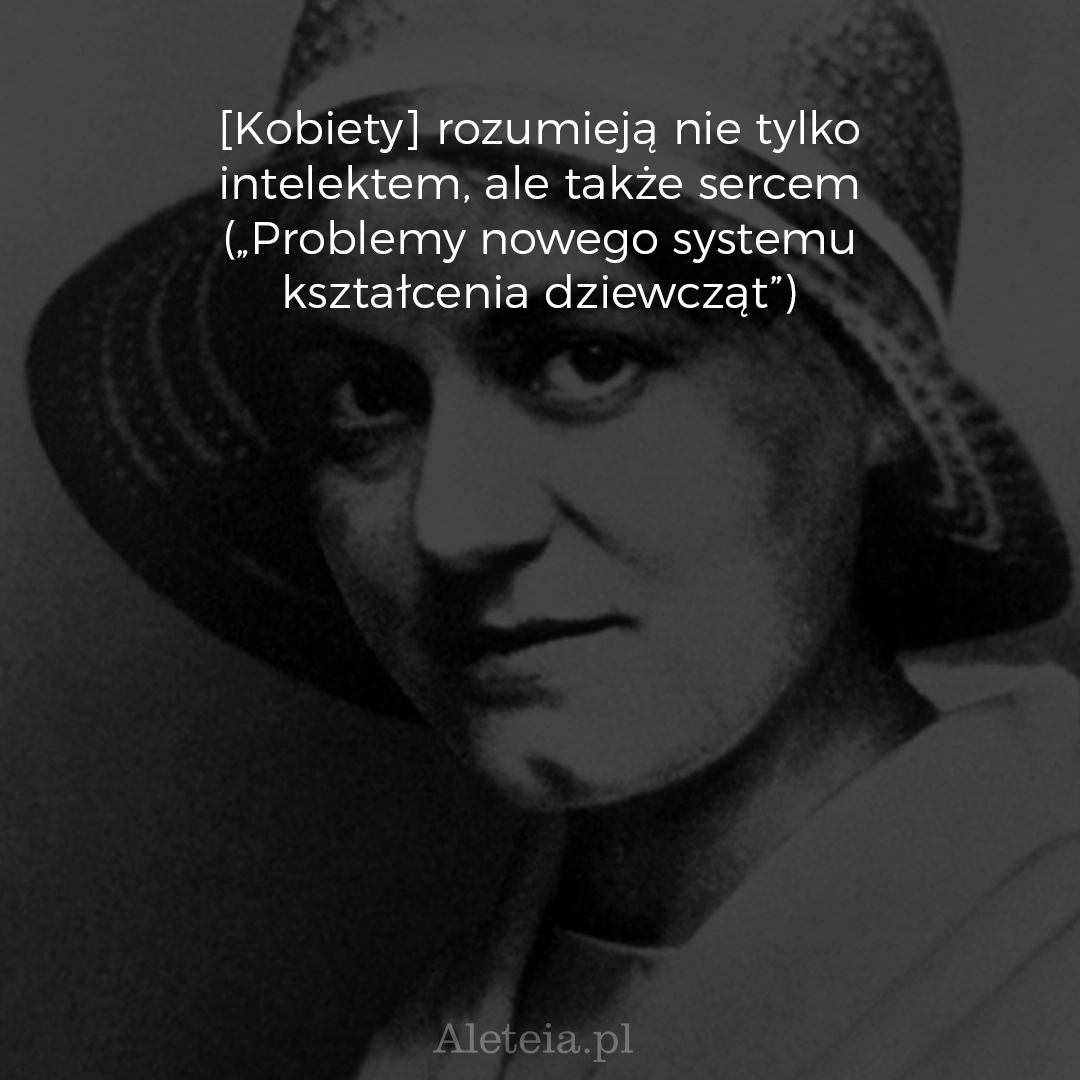 [Kobiety] rozumieją nie tylko
intelektem, ale także sercem
(„Problemy nowego systemu
kształcenia dziewcząt”)
Aleteia.pl